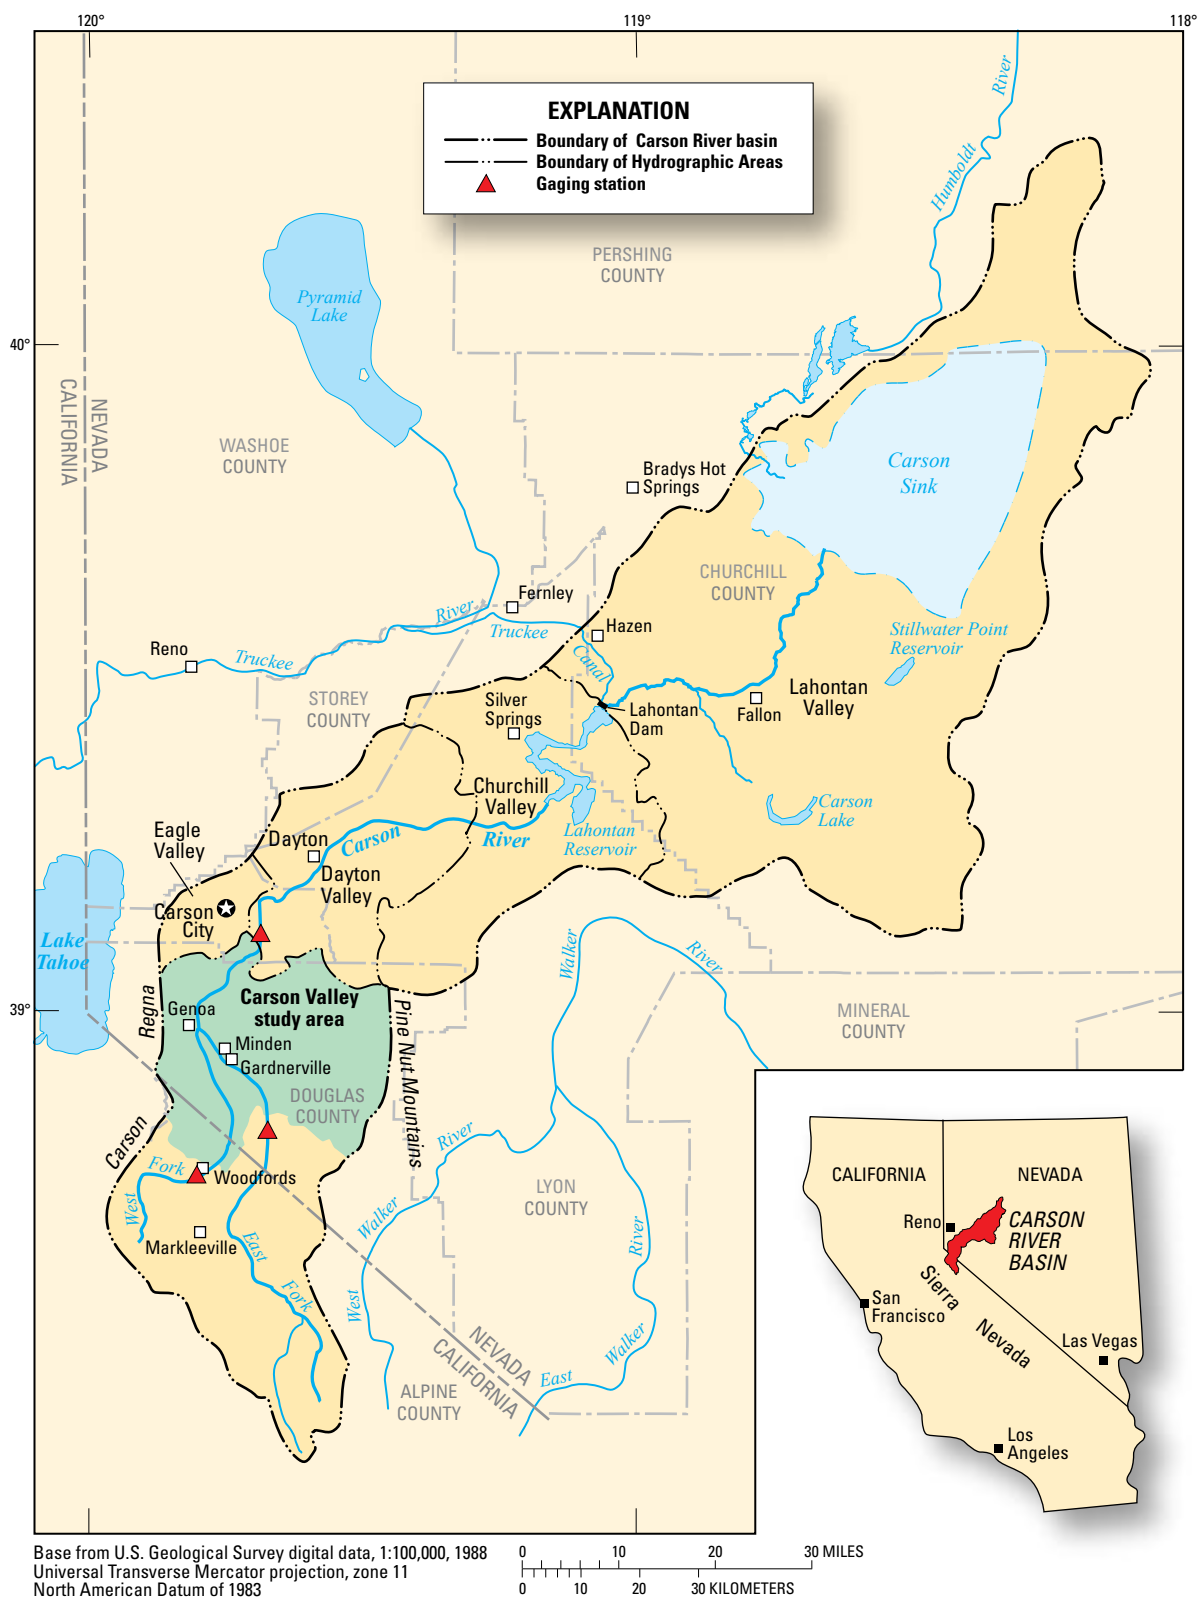 120°
119°
118°
EXPLANATION
Boundary of Carson River basin
Boundary of Hydrographic Areas
Gaging station
River
Humboldt
PERSHING
COUNTY
Pyramid
Lake
40°
NEVADA
CALIFORNIA
WASHOE
COUNTY
Bradys Hot
Springs
Carson
Sink
CHURCHILL
COUNTY
Fernley
River
Truckee
Hazen
Canal
Stillwater Point
Reservoir
Reno
Truckee
STOREY
COUNTY
Silver
Springs
Lahontan
Dam
Fallon
Lahontan
Valley
Churchill
Valley
Carson
Lake
Eagle
Valley
Dayton
Carson
River
Lahontan
Reservoir
Dayton
Valley
Carson
City
Lake
Tahoe
Walker
River
39°
Regna
Genoa
Carson Valley
study area
Minden
Gardnerville
Pine Nut Mountains
MINERAL
COUNTY
DOUGLAS
COUNTY
Carson
Fork
Woodfords
West
Markleeville
East
Fork
River
Walker
West
LYON
COUNTY
River
Walker
East
NEVADA
CALIFORNIA
ALPINE
COUNTY
CALIFORNIA
NEVADA
Reno
CARSON
RIVER
BASIN
Sierra
Nevada
San
Francisco
Las Vegas
Los
Angeles
Base from U.S. Geological Survey digital data, 1:100,000, 1988
Universal Transverse Mercator projection, zone 11
North American Datum of 1983
0 10 20 30 MILES
0 10 20 30 KILOMETERS